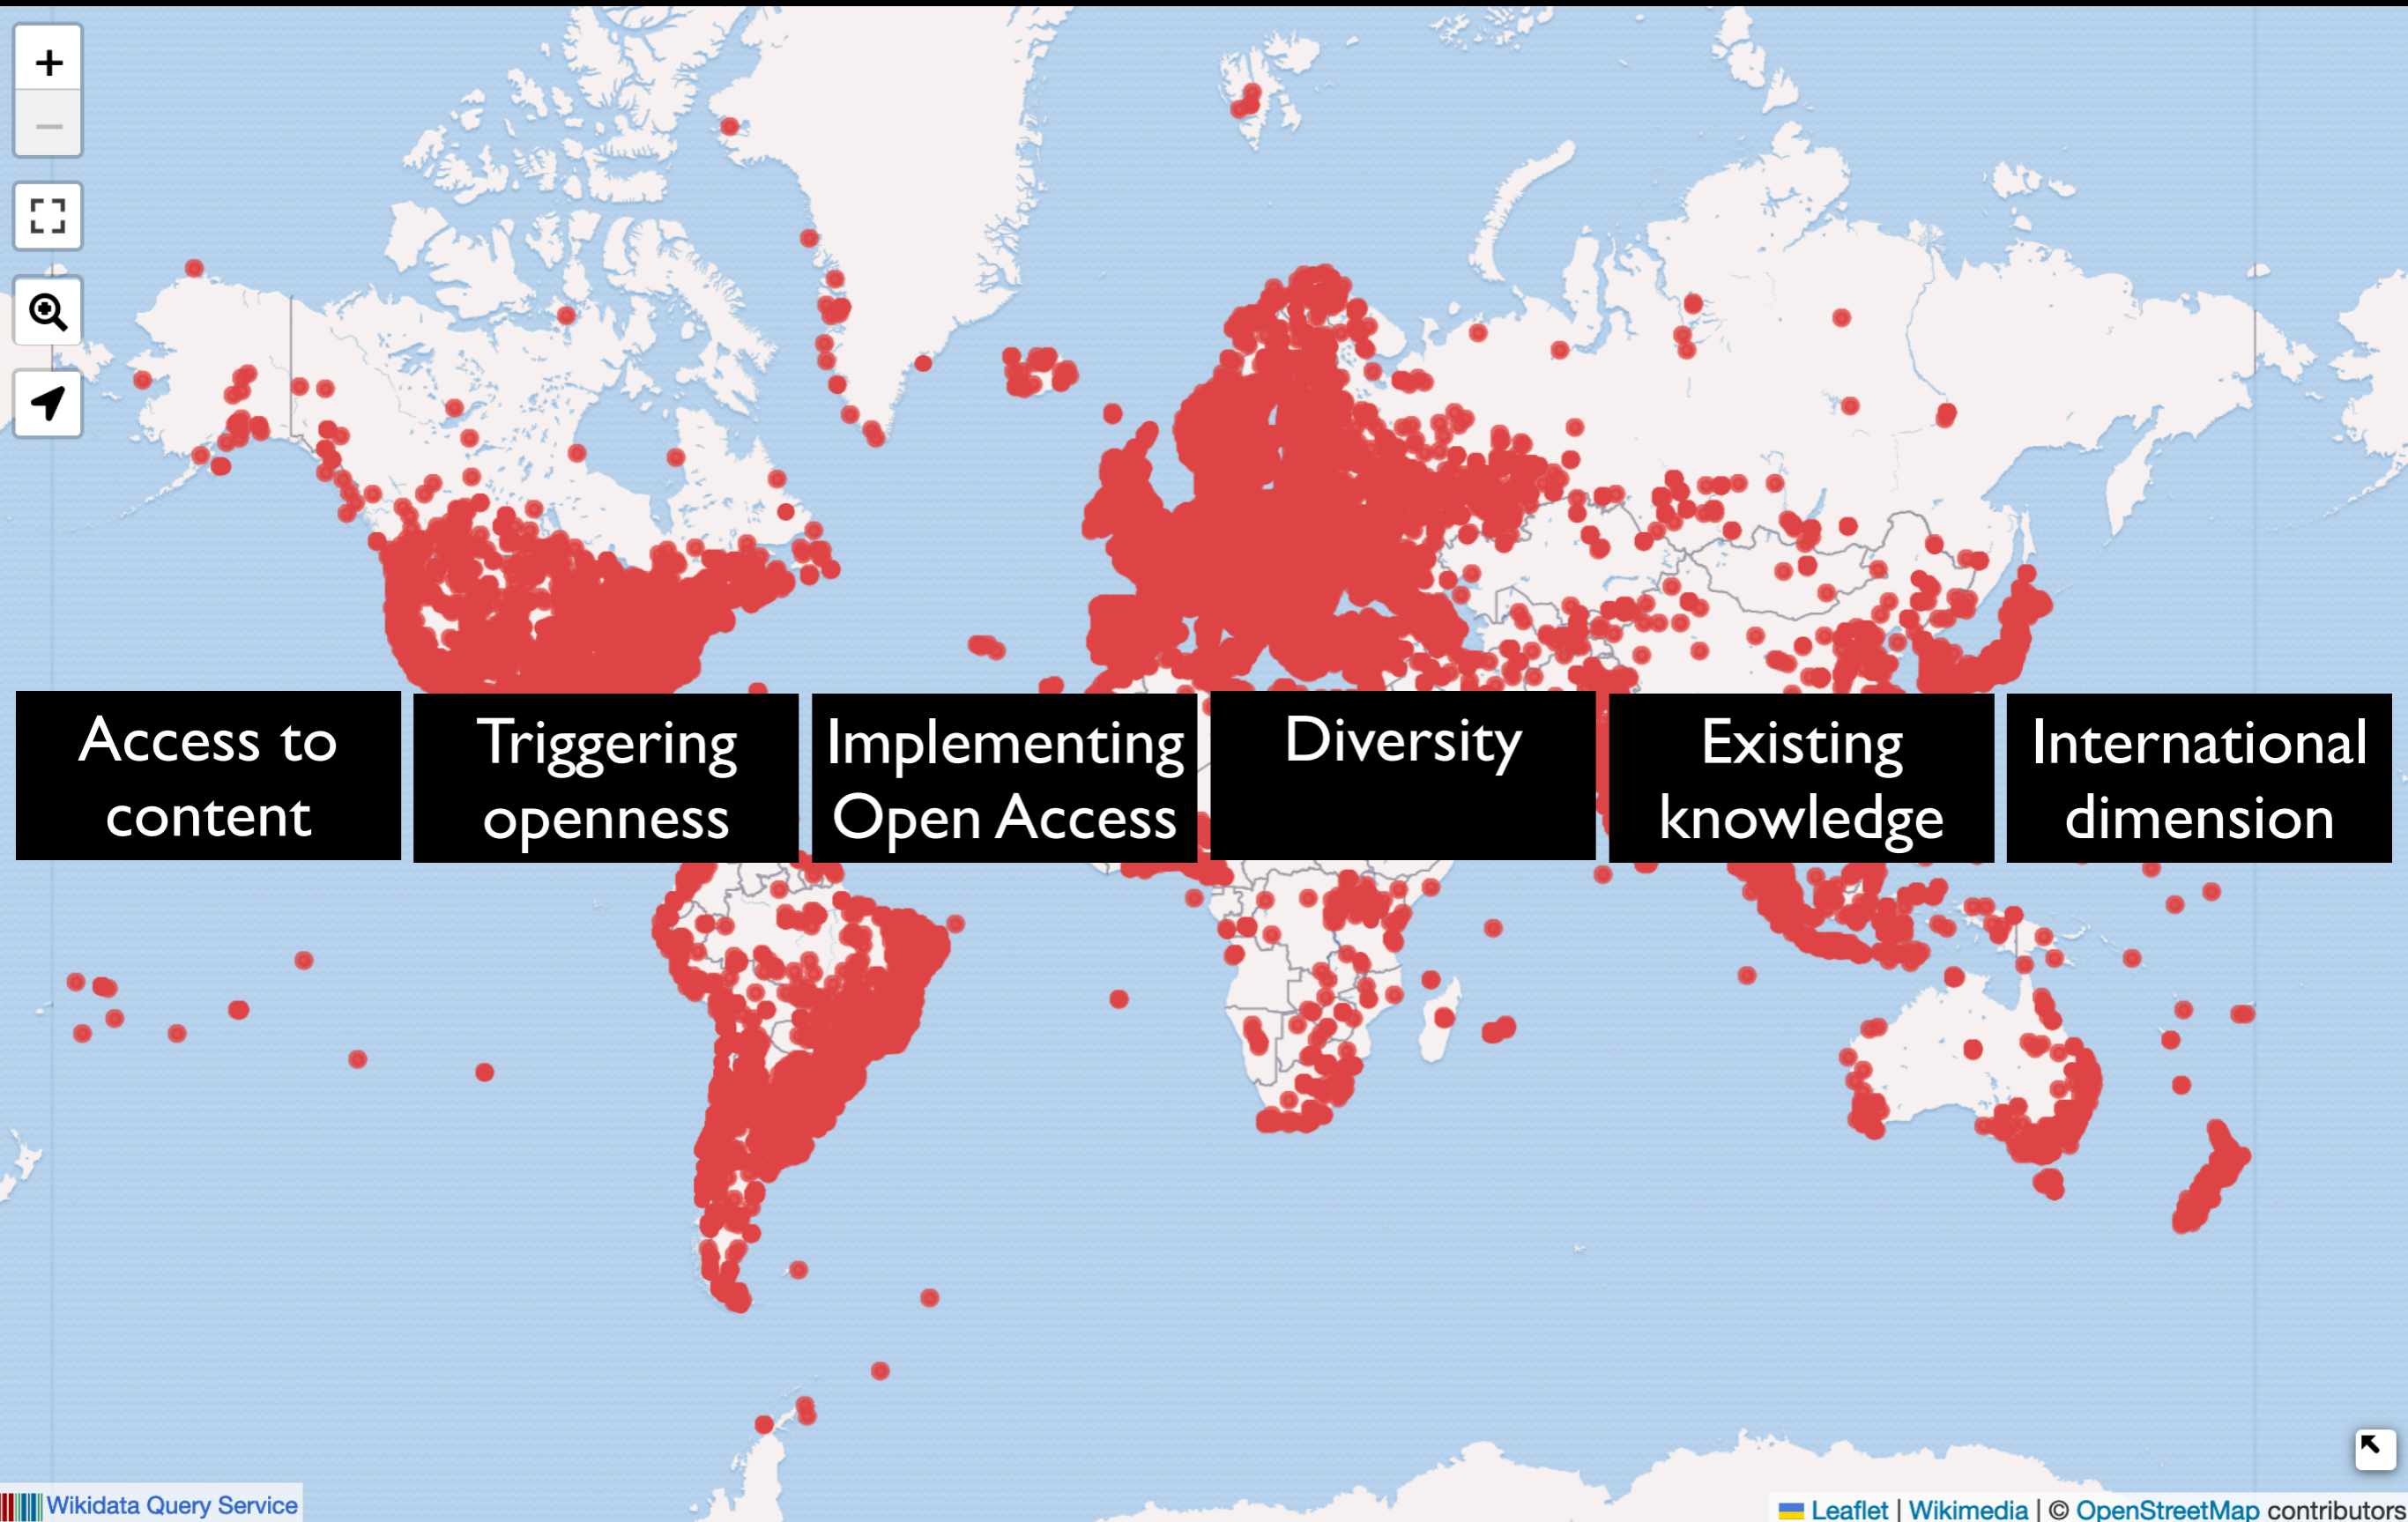 +
−
Access to
content
Triggering
openness
Implementing
Open Access
Diversity
Existing
knowledge
International
dimension
Wikidata Query Service
Leaflet | Wikimedia | © OpenStreetMap contributors